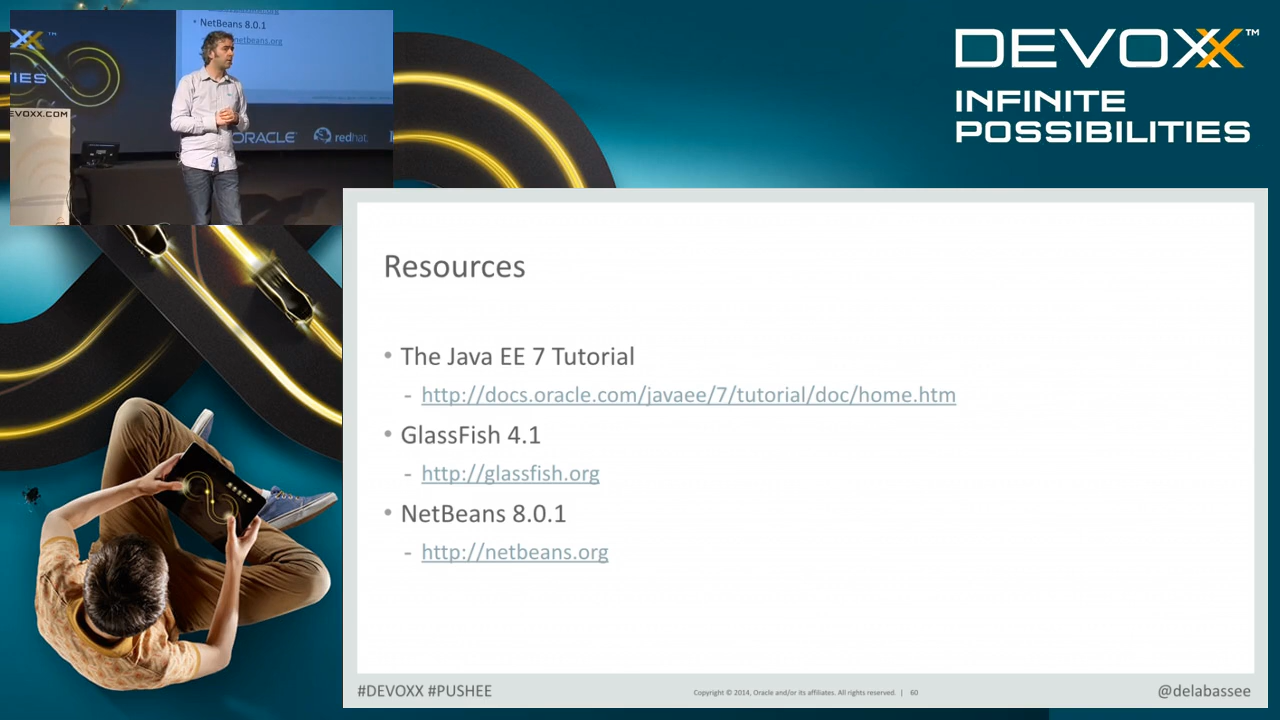 NetBeans 8.0.1
netbeans.org
TIES
EVOXX.COM
ORACLE
redhat
DEVOXX™
INFINITE
POSSIBILITIES
Resources
• The Java EE 7 Tutorial
- http://docs.oracle.com/javaee/7/tutorial/doc/home.htm
• GlassFish 4.1
- http://glassfish.org
• NetBeans 8.0.1
- http://netbeans.org
#DEVOXX #PUSHEE
Copyright © 2014, Oracle and/or its affiliates. All rights reserved. | 60
@delabassee